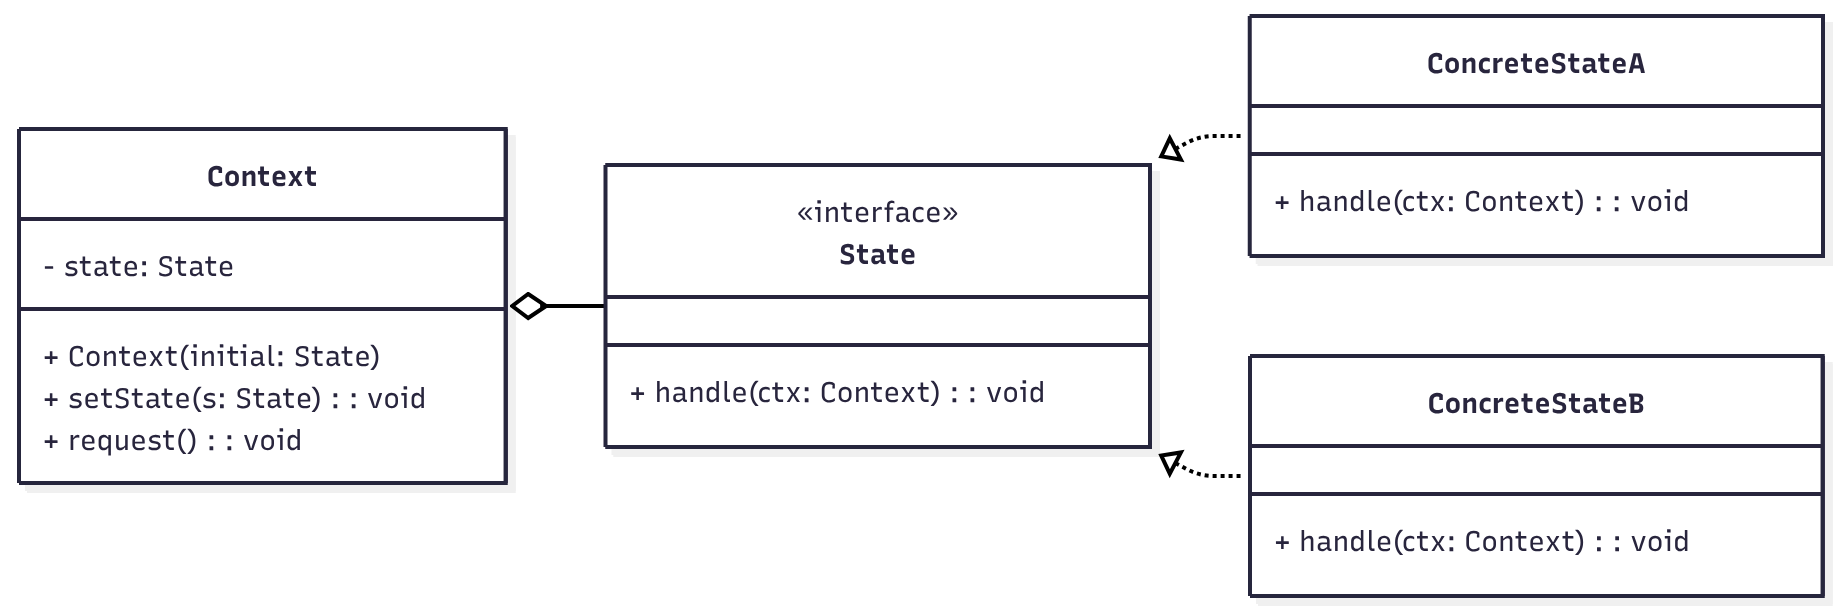 Context
- state: State
+ Context(initial: State)
+ setState(s: State) : : void
+ request() : : void
«interface»
State
+ handle(ctx: Context) : : void
ConcreteStateA
+ handle(ctx: Context) : : void
ConcreteStateB
+ handle(ctx: Context) : : void